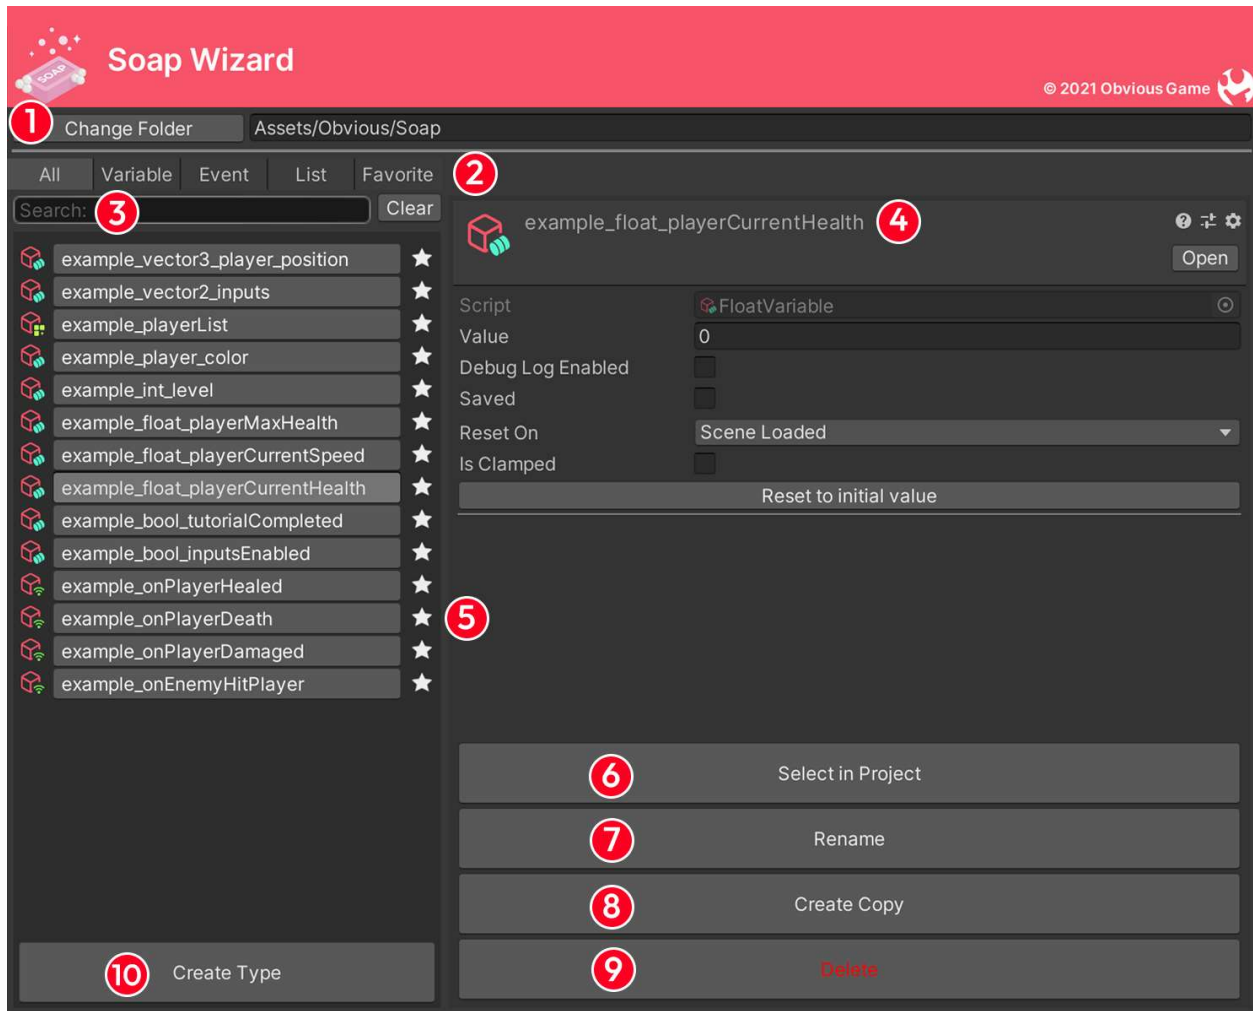 SOAP
Soap Wizard
© 2021 Obvious Game
1 Change Folder Assets/Obvious/Soap
All Variable Event List Favorite 2
Search: 3 Clear
example_float_playerCurrentHealth 4
Open
example_vector3_player_position
example_vector2_inputs
example_playerList
example_player_color
example_int_level
example_float_playerMaxHealth
example_float_playerCurrentSpeed
example_float_playerCurrentHealth
example_bool_tutorialCompleted
example_bool_inputsEnabled
example_onPlayerHealed
example_onPlayerDeath 5
example_onPlayerDamaged
example_onEnemyHitPlayer
Script FloatVariable
Value 0
Debug Log Enabled
Saved
Reset On Scene Loaded
Is Clamped
Reset to initial value
6 Select in Project
7 Rename
8 Create Copy
9 Delete
10 Create Type